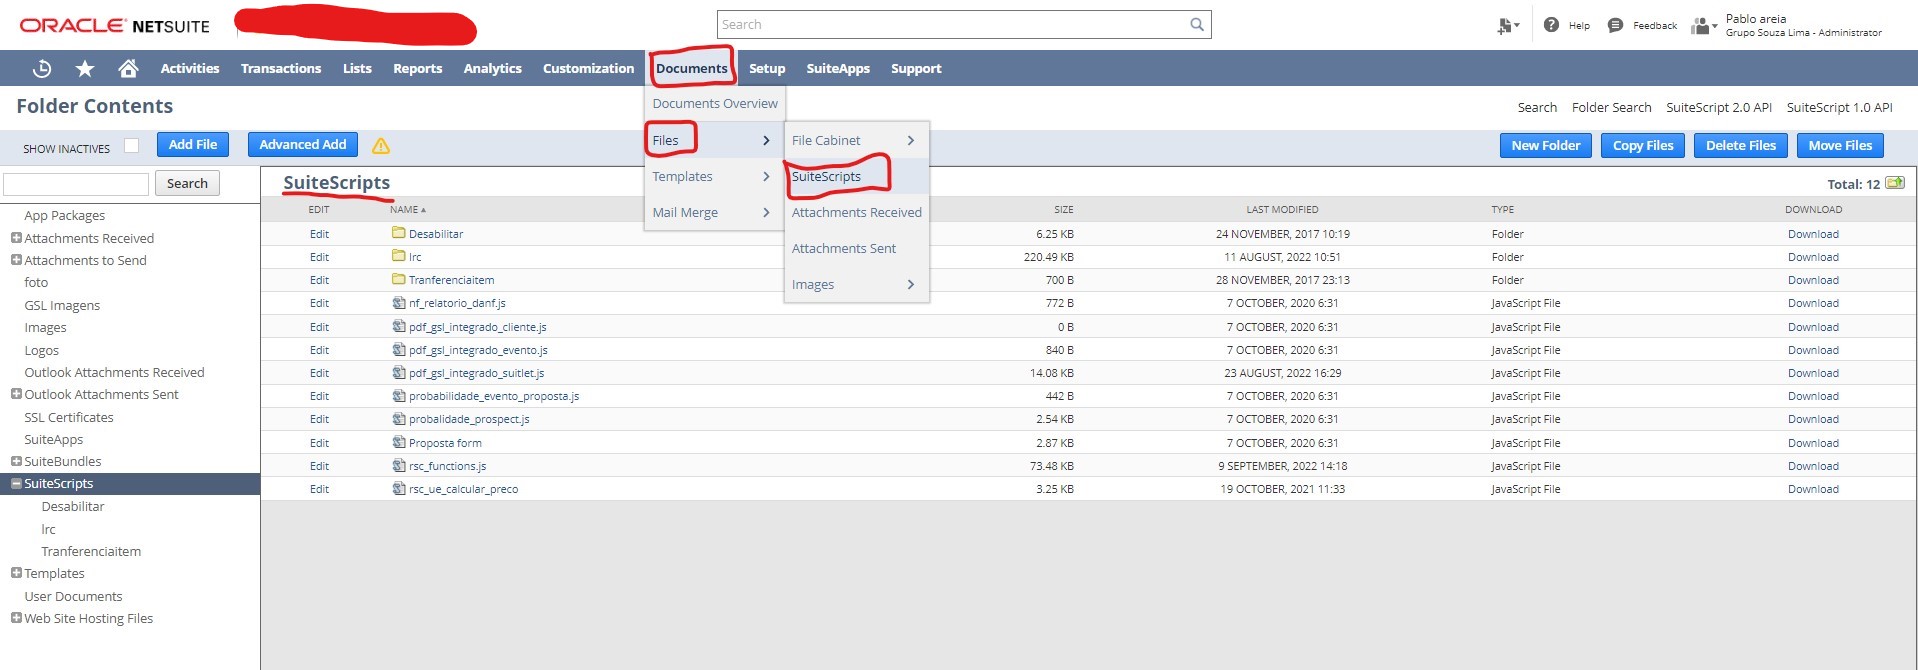 ORACLE NETSUITE
Search
Help
Feedback
Pablo areia
Grupo Souza Lima - Administrator
Activities Transactions Lists Reports Analytics Customization Documents Setup SuiteApps Support
Folder Contents
Documents Overview
Search Folder Search SuiteScript 2.0 API SuiteScript 1.0 API
SHOW INACTIVES
Add File
Advanced Add
Files
File Cabinet
New Folder
Copy Files
Delete Files
Move Files
Search
SuiteScripts
Templates
SuiteScripts
Total: 12
Mail Merge
Attachments Received
Attachments Sent
Images
EDIT NAME SIZE LAST MODIFIED TYPE DOWNLOAD
Edit Desabilitar 6.25 KB 24 NOVEMBER, 2017 10:19 Folder Download
Edit lrc 220.49 KB 11 AUGUST, 2022 10:51 Folder Download
Edit Tranferenciaitem 700 B 28 NOVEMBER, 2017 23:13 Folder Download
Edit nf_relatorio_danf.js 772 B 7 OCTOBER, 2020 6:31 JavaScript File Download
Edit pdf_gsl_integrado_cliente.js 0 B 7 OCTOBER, 2020 6:31 JavaScript File Download
Edit pdf_gsl_integrado_evento.js 840 B 7 OCTOBER, 2020 6:31 JavaScript File Download
Edit pdf_gsl_integrado_suitlet.js 14.08 KB 23 AUGUST, 2022 16:29 JavaScript File Download
Edit probabilidade_evento_proposta.js 442 B 7 OCTOBER, 2020 6:31 JavaScript File Download
Edit probalidade_prospect.js 2.54 KB 7 OCTOBER, 2020 6:31 JavaScript File Download
Edit Proposta form 2.87 KB 7 OCTOBER, 2020 6:31 JavaScript File Download
Edit rsc_functions.js 73.48 KB 9 SEPTEMBER, 2022 14:18 JavaScript File Download
Edit rsc_ue_calcular_preco 3.25 KB 19 OCTOBER, 2021 11:33 JavaScript File Download
App Packages
Attachments Received
Attachments to Send
foto
GSL Imagens
Images
Logos
Outlook Attachments Received
Outlook Attachments Sent
SSL Certificates
SuiteApps
SuiteBundles
SuiteScripts
Desabilitar
lrc
Tranferenciaitem
Templates
User Documents
Web Site Hosting Files